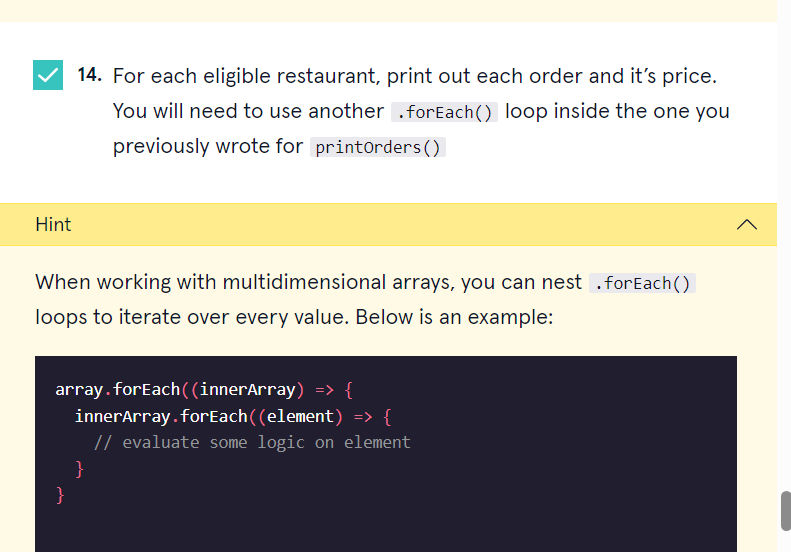 14. For each eligible restaurant, print out each order and it's price.
You will need to use another .forEach() loop inside the one you
previously wrote for printOrders()
Hint
When working with multidimensional arrays, you can nest .forEach()
loops to iterate over every value. Below is an example:
array.forEach((innerArray) => {
  innerArray.forEach((element) => {
    // evaluate some logic on element
  }
}